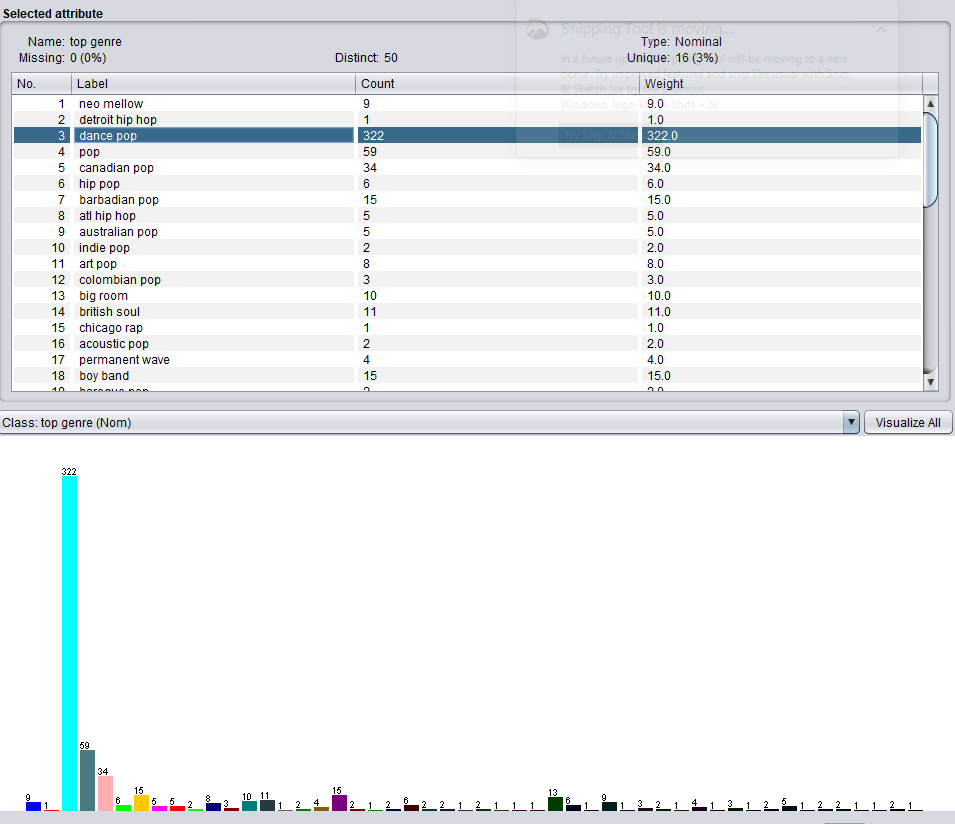 Selected attribute
Snipping Tool is moving...
Name: top genre Type: Nominal
Missing: 0 (0%) Distinct: 50 Unique: 16 (3%)
In a future up will be moving to a new
home. Try imp features and snip like usual with Snip
No. Label Count Weight
& Sketch (or try shortcut
Windows logo Shift + S).
1 neo mellow 9 9.0
2 detroit hip hop 1 1.0
Try Snip & Sk
3 dance pop 322 322.0
4 pop 59 59.0
5 canadian pop 34 34.0
6 hip pop 6 6.0
7 barbadian pop 15 15.0
8 atl hip hop 5 5.0
9 australian pop 5 5.0
10 indie pop 2 2.0
11 art pop 8 8.0
12 colombian pop 3 3.0
13 big room 10 10.0
14 british soul 11 11.0
15 chicago rap 1 1.0
16 acoustic pop 2 2.0
17 permanent wave 4 4.0
18 boy band 15 15.0
19 baroque pop 2 2.0
Class: top genre (Nom) Visualize All
322
59
34
9 1 6 15 5 5 2 8 3 10 11 1 2 4 15 2 1 2 6 2 2 1 2 1 1 1 13 6 1 9 1 3 2 1 4 1 3 1 2 5 1 2 2 1 1 2 1